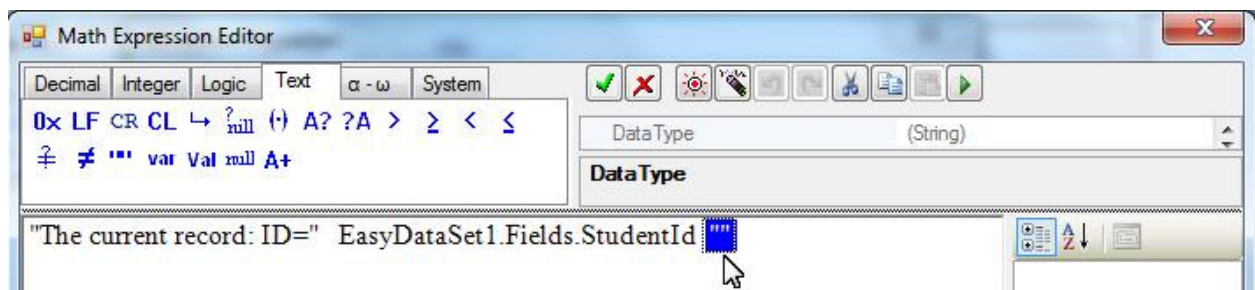 Math Expression Editor
Decimal Integer Logic Text α - ω System
0x LF CR CL ↵ ? null (·) A? ?A > ≥ < ≤
DataType (String)
≠ "" var Val null A+
DataType
"The current record: ID=" EasyDataSet1.Fields.StudentId ""